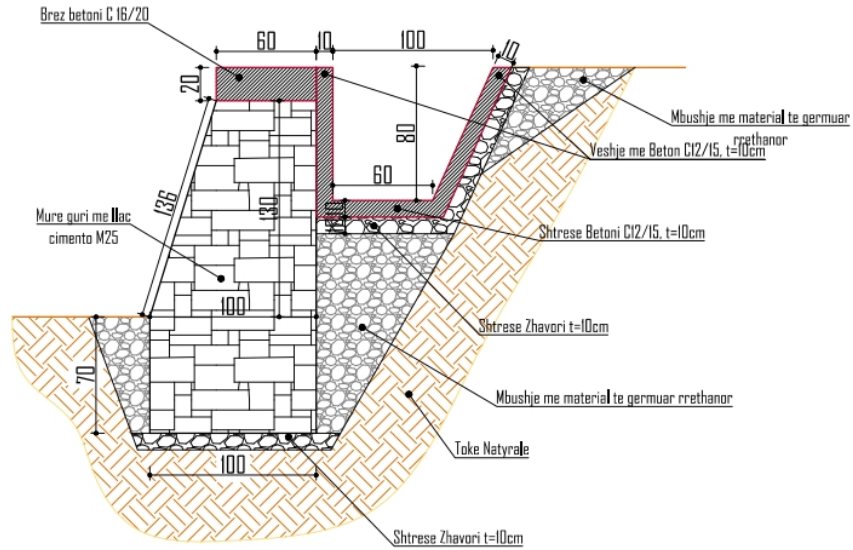 Brez betoni C 16/20
60
10
100
10
20
Mbushje me material te germuar
rrethanor
80
Veshje me Beton C12/15, t=10cm
60
136
130
Mure guri me llac
cimento M25
Shtrese Betoni C12/15, t=10cm
100
Shtrese Zhavori t=10cm
70
Mbushje me material te germuar rrethanor
Toke Natyrale
100
Shtrese Zhavori t=10cm